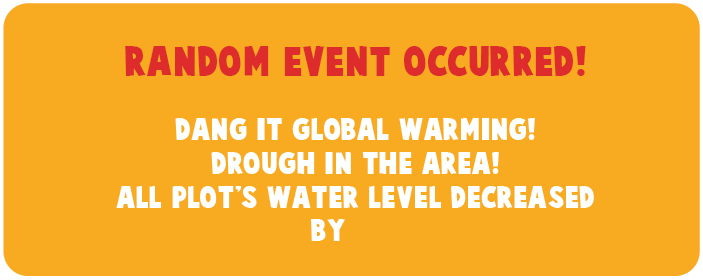 RANDOM EVENT OCCURRED!
DANG IT GLOBAL WARMING!
DROUGH IN THE AREA!
ALL PLOT'S WATER LEVEL DECREASED
BY